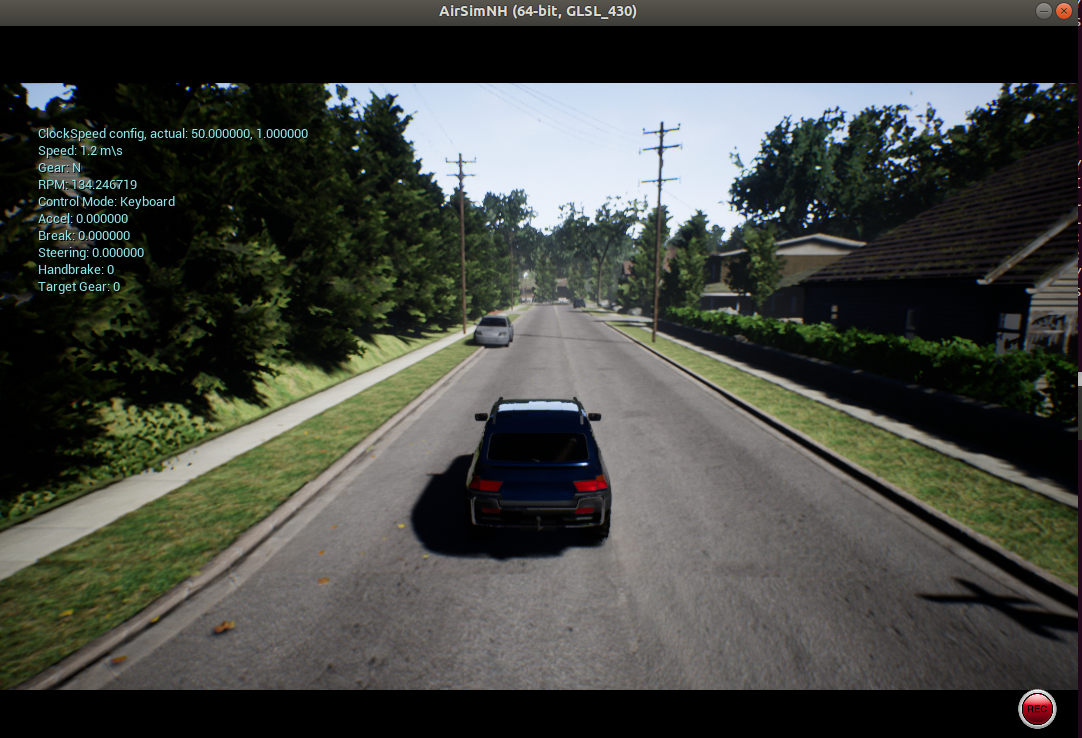 AirSimNH (64-bit, GLSL_430)
ClockSpeed config, actual: 50.000000, 1.000000
Speed: 1.2 m\s
Gear: N
RPM: 134.246719
Control Mode: Keyboard
Accel: 0.000000
Break: 0.000000
Steering: 0.000000
Handbrake: 0
Target Gear: 0
REC